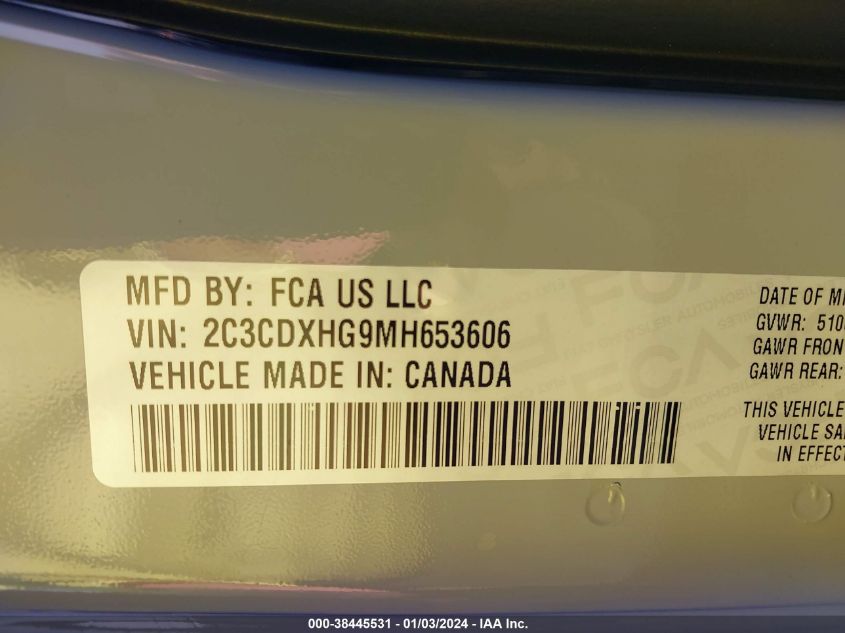 MFD BY: FCA US LLC
VIN: 2C3CDXHG9MH653606
VEHICLE MADE IN: CANADA
DATE OF M
GVWR: 510
GAWR FRON
GAWR REAR:
THIS VEHICLE
VEHICLE SA
IN EFFECT
000-38445531 - 01/03/2024 - IAA Inc.